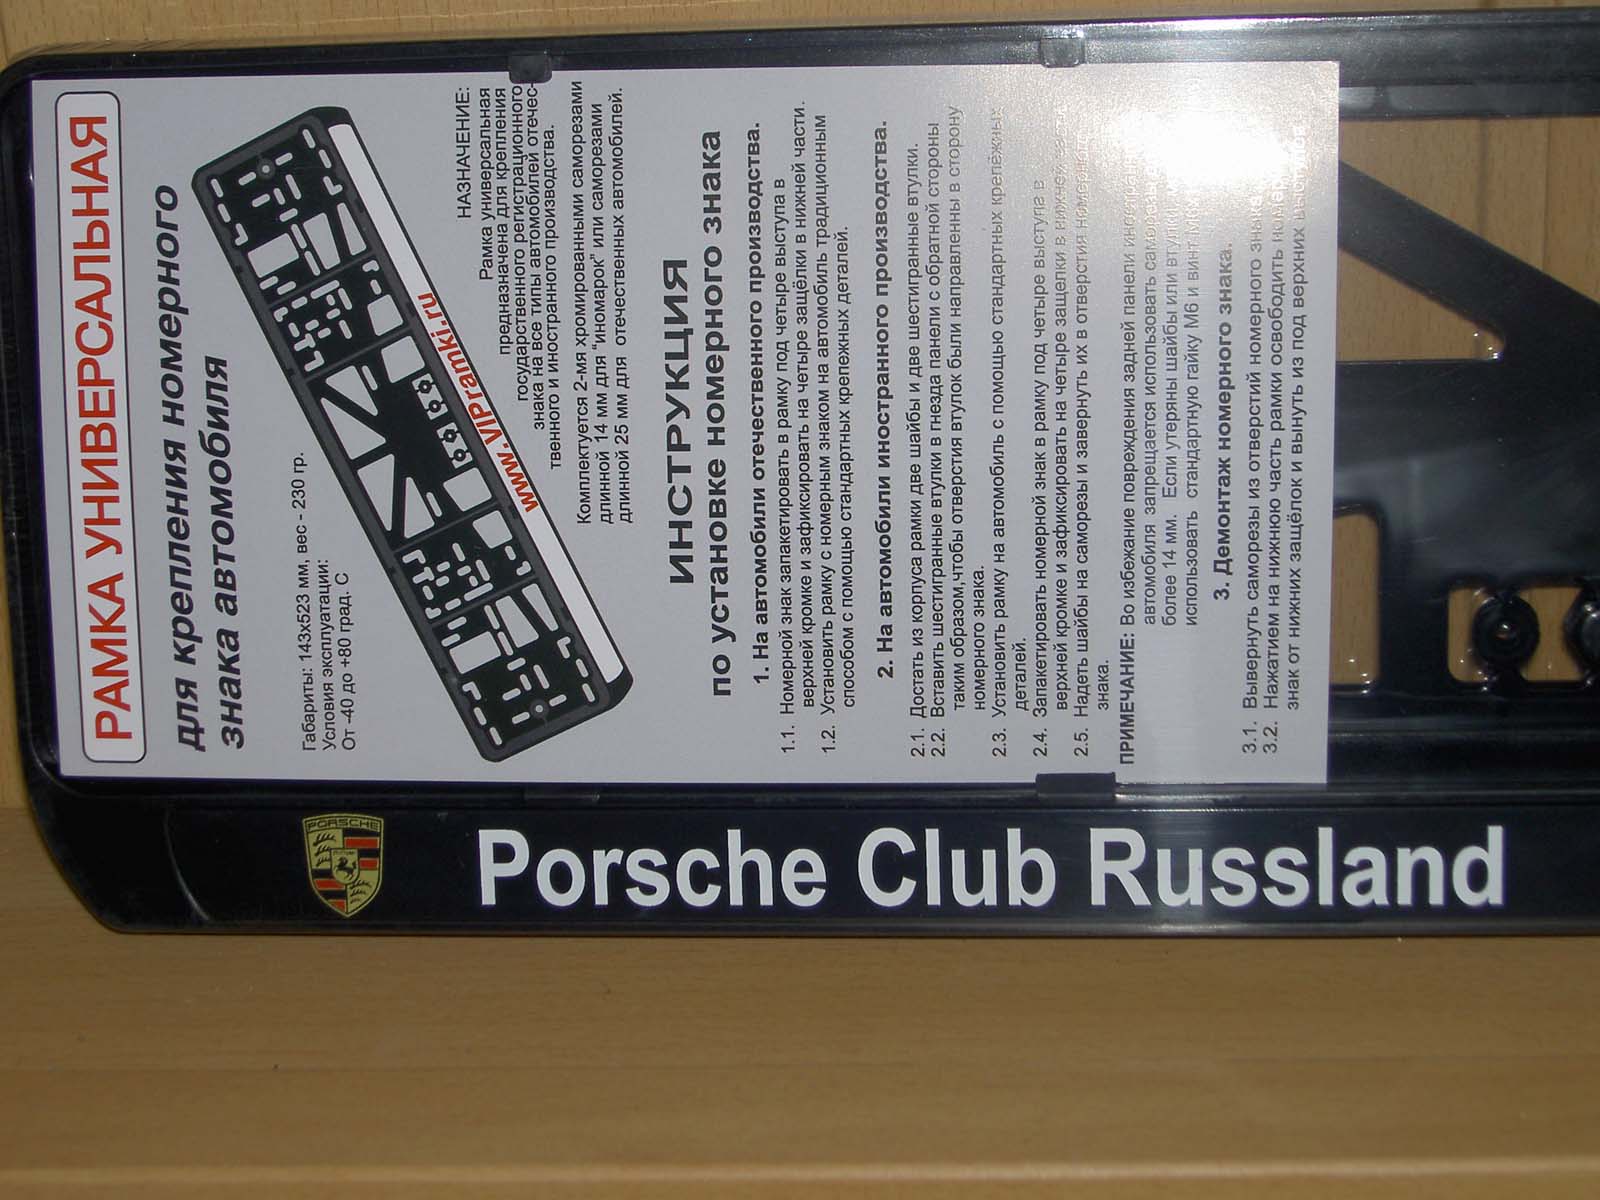 РАМКА УНИВЕРСАЛЬНАЯ
для крепления номерного
знака автомобиля
Габариты: 143х523 мм, вес - 230 гр.
Условия эксплуатации:
От -40 до +80 град. С
www.VIPramki.ru
НАЗНАЧЕНИЕ:
Рамка универсальная
предназначена для крепления
государственного регистрационного
знака на все типы автомобилей отечес-
твенного и иностранного производства.
Комплектуется 2-мя хромированными саморезами
длинной 14 мм для "иномарок" или саморезами
длинной 25 мм для отечественных автомобилей.
ИНСТРУКЦИЯ
по установке номерного знака
1. На автомобили отечественного производства.
1.1. Номерной знак запакетировать в рамку под четыре выступа в
верхней кромке и зафиксировать на четыре защёлки в нижней части.
1.2. Установить рамку с номерным знаком на автомобиль традиционным
способом с помощью стандартных крепежных деталей.
2. На автомобили иностранного производства.
2.1. Достать из корпуса рамки две шайбы и две шестигранные втулки.
2.2. Вставить шестигранные втулки в гнезда панели с обратной стороны
таким образом,чтобы отверстия втулок были направленны в сторону
номерного знака.
2.3. Установить рамку на автомобиль с помощью стандартных крепёжных
деталей.
2.4. Запакетировать номерной знак в рамку под четыре выступа в
верхней кромке и зафиксировать на четыре защелки в нижней
2.5. Надеть шайбы на саморезы и завернуть их в отверстия номерного
знака.
ПРИМЕЧАНИЕ: Во избежание повреждения задней панели
автомобиля запрещается использовать саморезы
более 14 мм. Если утеряны шайбы или втулки
использовать стандартную гайку М6 и винт М6х
3. Демонтаж номерного знака.
3.1. Вывернуть саморезы из отверстий номерного знака
3.2. Нажатием на нижнюю часть рамки освободить номерной
знак от нижних защёлок и вынуть из под верхних выступов
PORSCHE
Porsche Club Russland